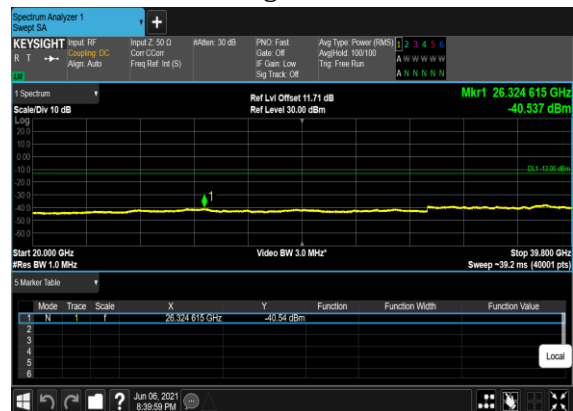 Spectrum Analyzer 1
Swept SA
+
KEYSIGHT Input: RF Input Z: 50 Ω #Atten: 30 dB PNO: Fast Avg Type: Power (RMS) 1 2 3 4 5 6
R T Coupling: DC Corr CCorr Gate: Off Avg|Hold: 100/100 A W W W W W
Align: Auto Freq Ref: Int (S) IF Gain: Low Trig: Free Run
LU Sig Track: Off A N N N N N
1 Spectrum Ref Lvl Offset 11.71 dB Mkr1 26.324 615 GHz
Scale/Div 10 dB Ref Level 30.00 dBm -40.537 dBm
Log
20.0
10.0
0.00
-10.0 DL1 -13.00 dBm
-20.0
-30.0 1
-40.0
-50.0
-60.0
Start 20.000 GHz Video BW 3.0 MHz* Stop 39.800 GHz
#Res BW 1.0 MHz Sweep ~39.2 ms (40001 pts)
5 Marker Table
Mode Trace Scale X Y Function Function Width Function Value
1 N 1 f 26.324 615 GHz -40.54 dBm
2
3
4
5
6
Local
? Jun 06, 2021
8:39:59 PM